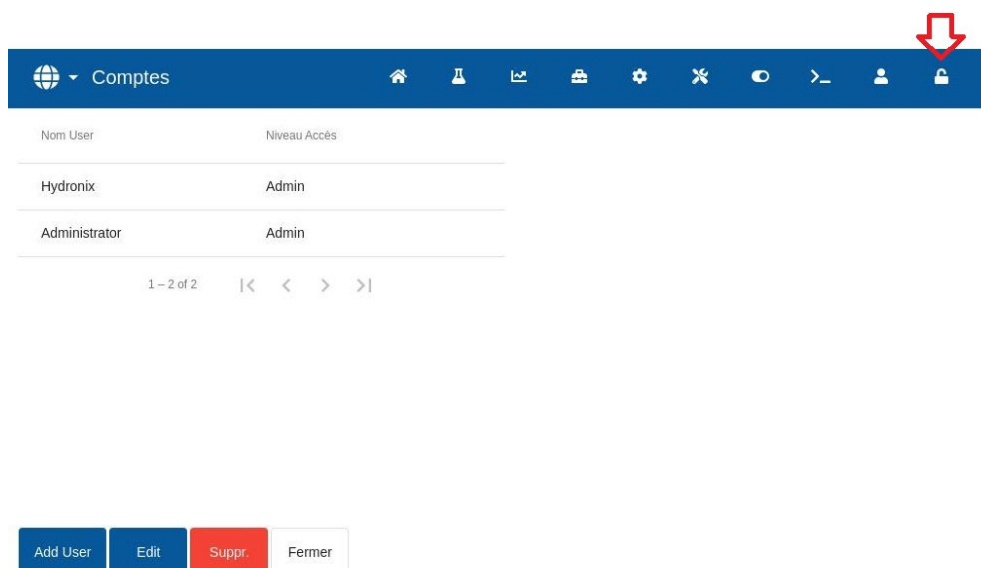 Comptes
Nom User Niveau Accès
Hydronix Admin
Administrator Admin
1 – 2 of 2
Add User Edit Suppr. Fermer